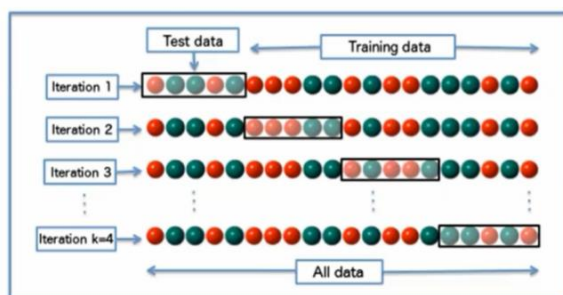 Test data
Training data
Iteration 1
Iteration 2
Iteration 3
Iteration k=4
All data